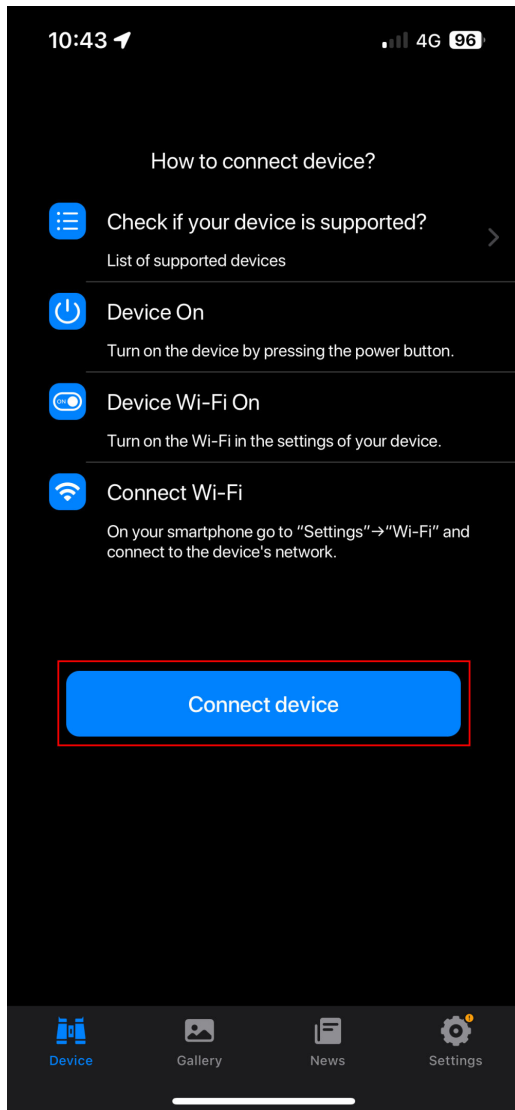 10:43
4G 96
How to connect device?
Check if your device is supported?
List of supported devices
Device On
Turn on the device by pressing the power button.
ON
Device Wi-Fi On
Turn on the Wi-Fi in the settings of your device.
Connect Wi-Fi
On your smartphone go to “Settings”→“Wi-Fi” and
connect to the device's network.
Connect device
Device
Gallery
News
Settings